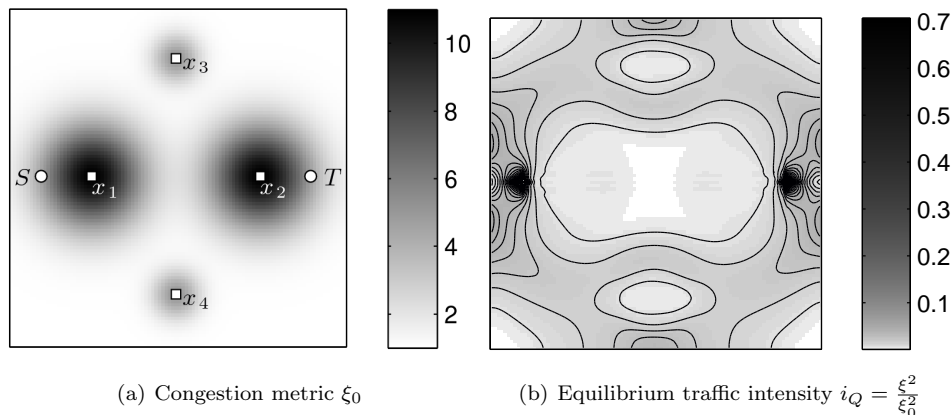 10
8
6
4
2
x3
S
x1
x2
T
x4
0.7
0.6
0.5
0.4
0.3
0.2
0.1
(a) Congestion metric ξ0
(b) Equilibrium traffic intensity iQ = ξ²/ξ0²